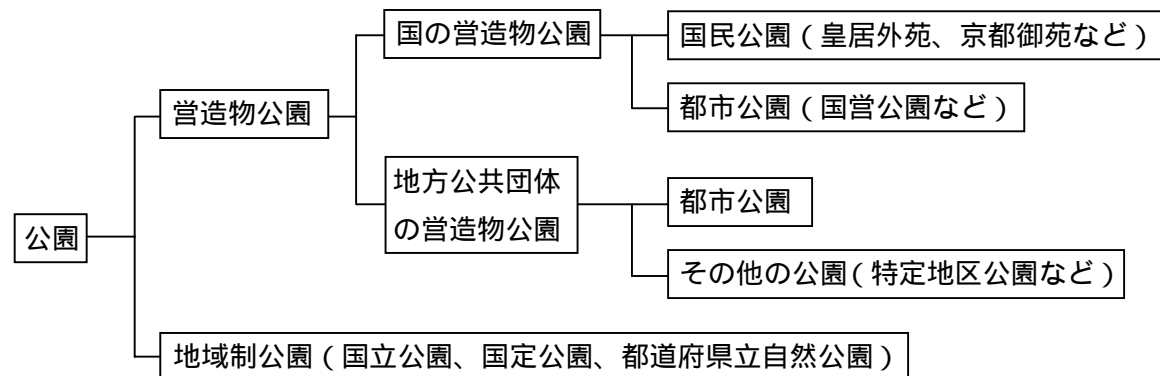 公園
営造物公園
国の営造物公園
国民公園（皇居外苑、京都御苑など）
都市公園（国営公園など）
地方公共団体
の営造物公園
都市公園
その他の公園（特定地区公園など）
地域制公園（国立公園、国定公園、都道府県立自然公園）